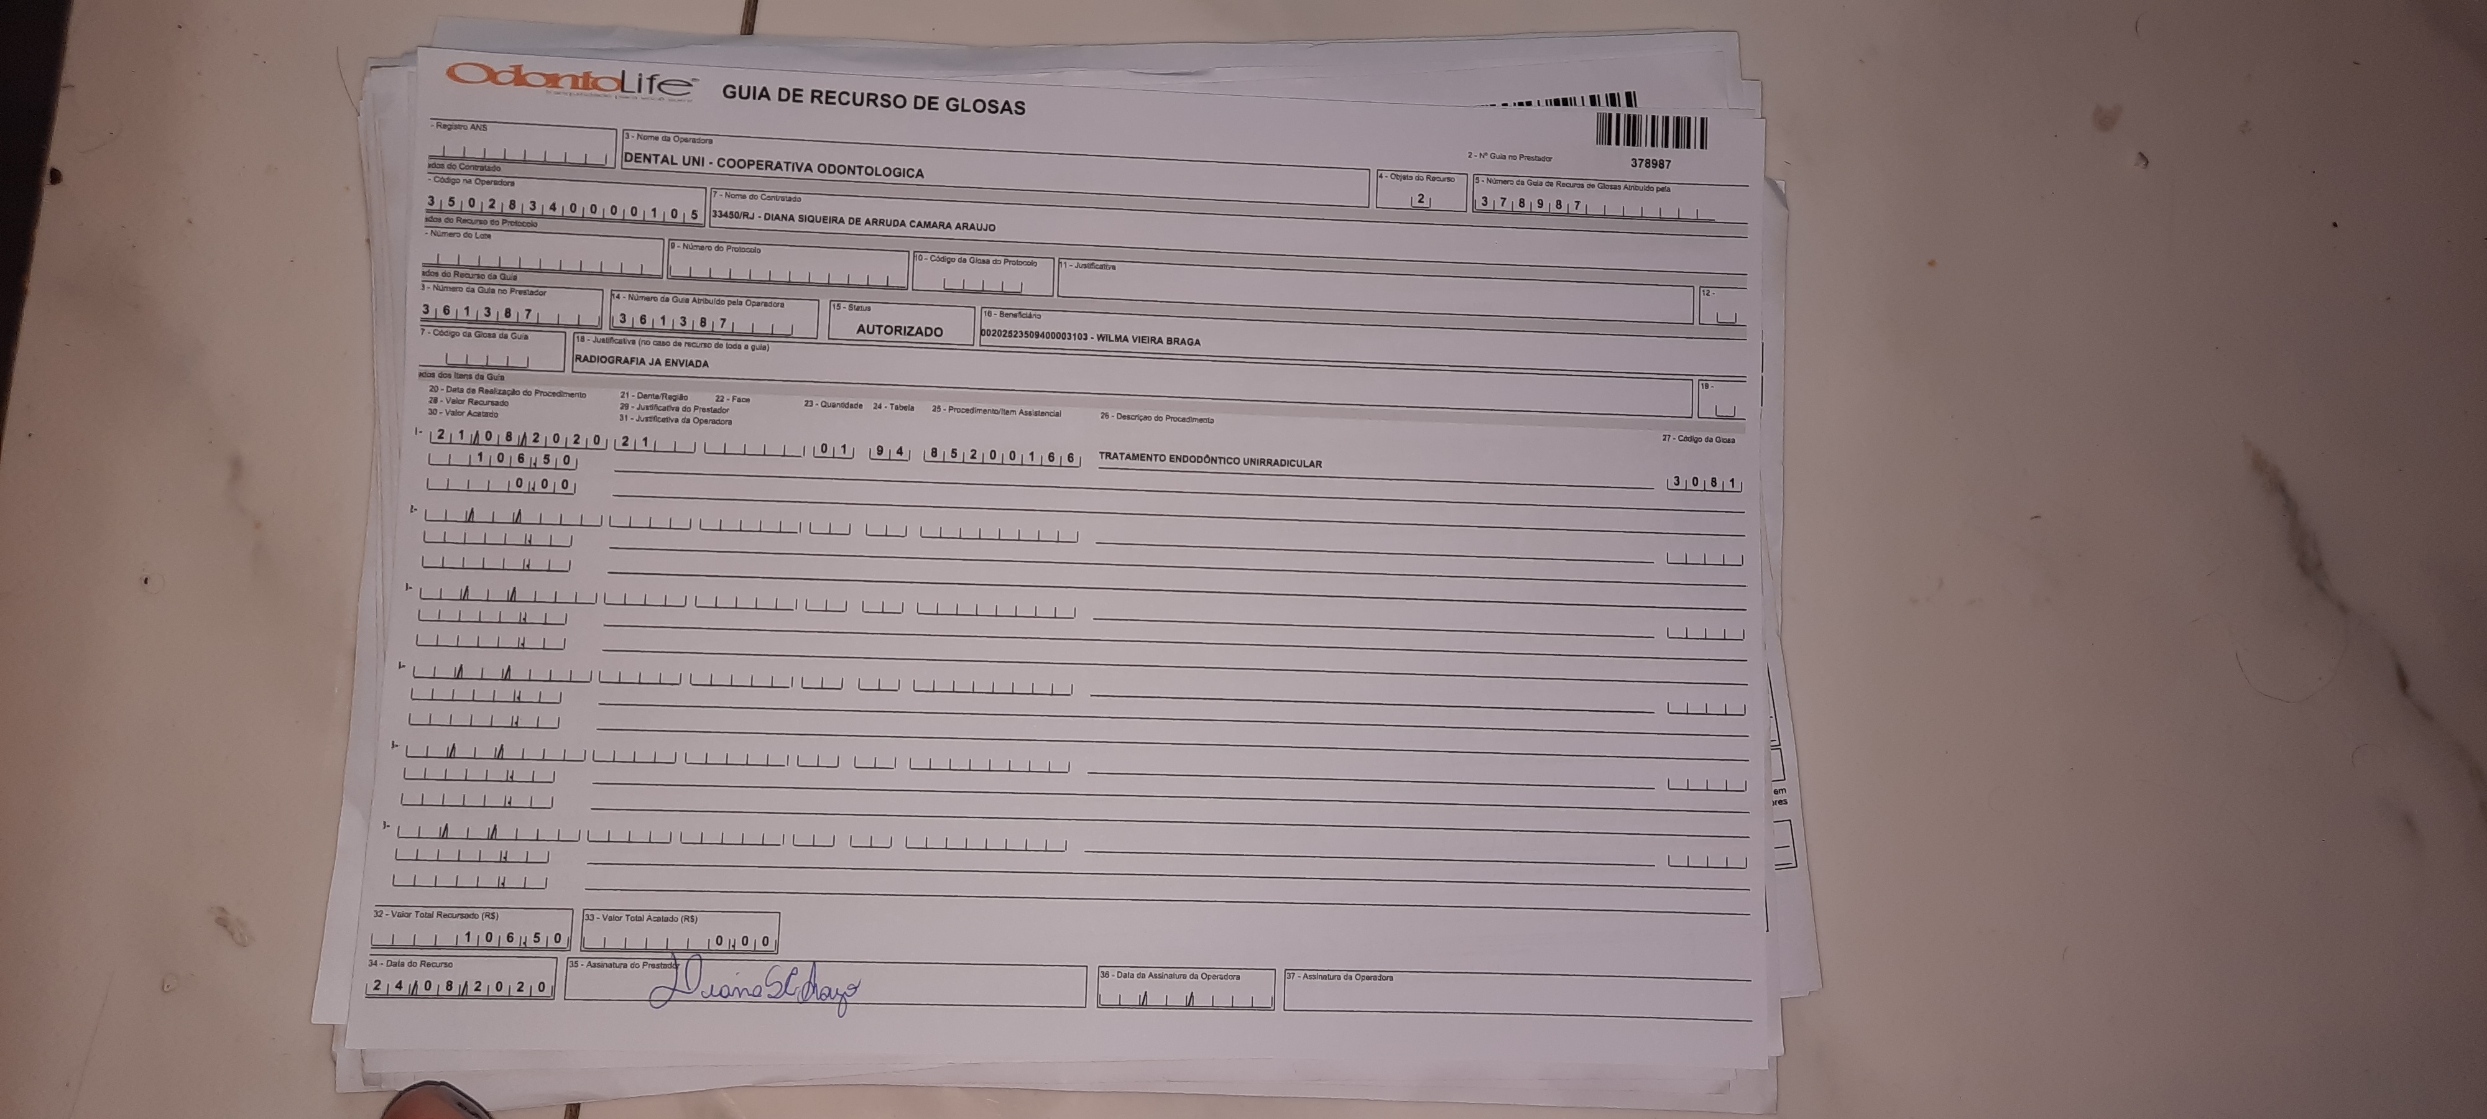 OdontoLife
GUIA DE RECURSO DE GLOSAS
- Registro ANS
3 - Nome da Operadora
DENTAL UNI - COOPERATIVA ODONTOLOGICA
2 - Nº Guia no Prestador
378987
4 - Objeto do Recurso
2
5 - Número da Guia de Recurso de Glosas Atribuído pela
378987
ados do Contratado
- Código na Operadora
35028340000105
7 - Nome do Contratado
33450/RJ - DIANA SIQUEIRA DE ARRUDA CAMARA ARAUJO
ados do Recurso do Protocolo
- Número do Lote
9 - Número do Protocolo
10 - Código da Glosa do Protocolo
11 - Justificativa
12 -
ados do Recurso da Guia
3 - Número da Guia no Prestador
361387
14 - Número da Guia Atribuído pela Operadora
361387
15 - Status
AUTORIZADO
16 - Beneficiário
00202523509400003103 - WILMA VIEIRA BRAGA
7 - Código da Glosa da Guia
18 - Justificativa (no caso de recurso de toda a guia)
RADIOGRAFIA JA ENVIADA
19 -
ados dos Itens da Guia
20 - Data de Realização do Procedimento 21 - Dente/Região 22 - Face 23 - Quantidade 24 - Tabela 25 - Procedimento/Item Assistencial 26 - Descriçao do Procedimento 27 - Código da Glosa
28 - Valor Recursado 29 - Justificativa do Prestador
30 - Valor Acatado 31 - Justificativa da Operadora
1- 21/08/2020 21 01 94 85200166 TRATAMENTO ENDODÔNTICO UNIRRADICULAR 3081
106,50
0,00
32 - Valor Total Recursado (R$)
106,50
33 - Valor Total Acatado (R$)
0,00
34 - Data do Recurso
24/08/2020
35 - Assinatura do Prestador
36 - Data da Assinatura da Operadora
37 - Assinatura da Operadora
em
ores